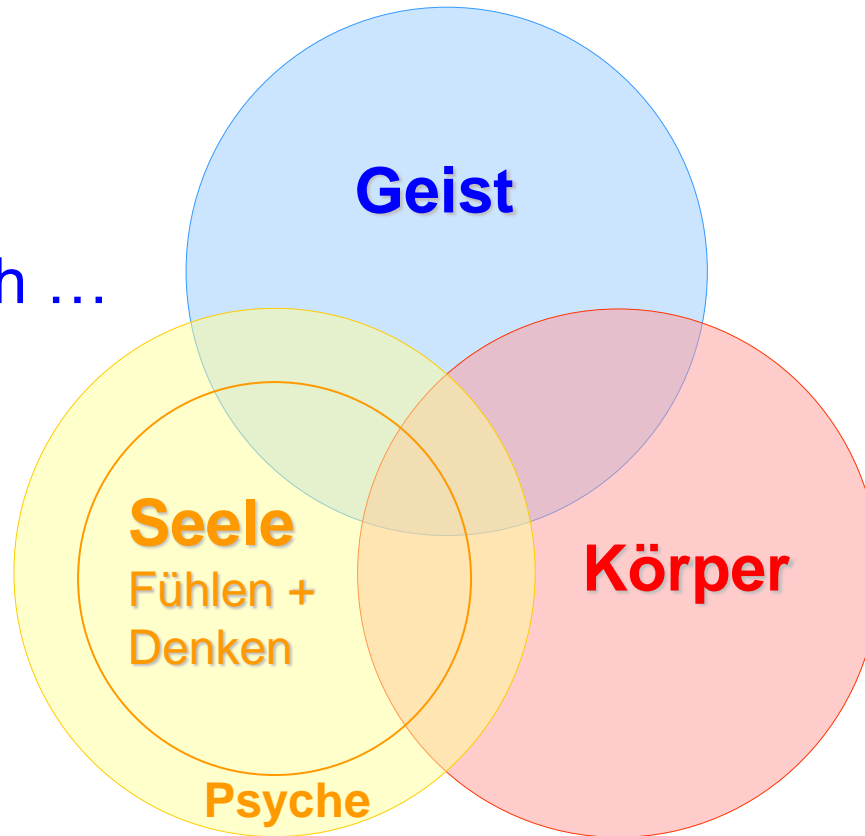 Geist
h …
Seele
Fühlen +
Denken
Körper
Psyche